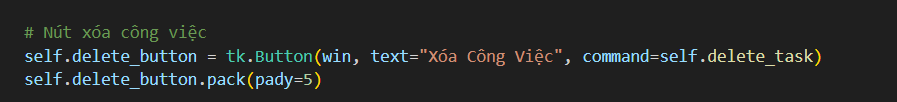 # Nút xóa công việc
self.delete_button = tk.Button(win, text="Xóa Công Việc", command=self.delete_task)
self.delete_button.pack(pady=5)